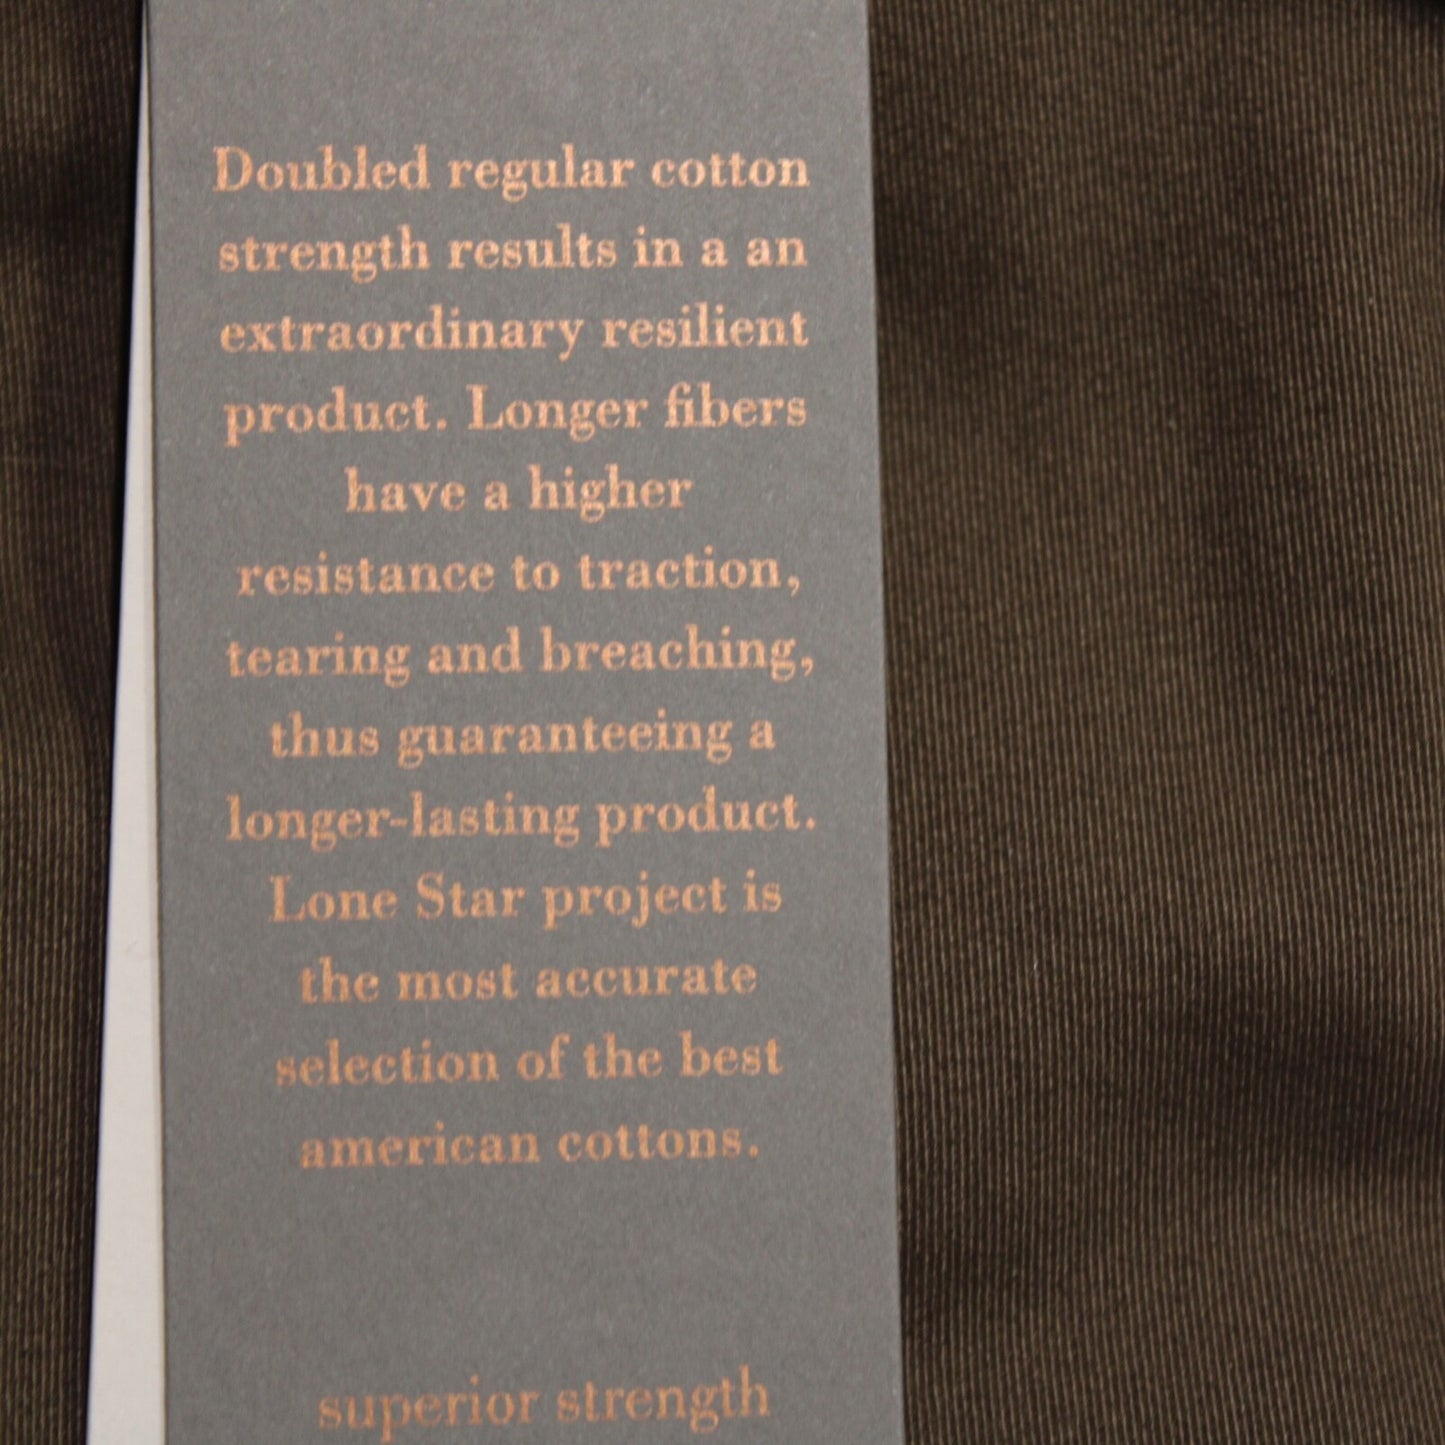 Doubled regular cotton
strength results in a an
extraordinary resilient
product. Longer fibers
have a higher
resistance to traction,
tearing and breaching,
thus guaranteeing a
longer-lasting product.
Lone Star project is
the most accurate
selection of the best
american cottons.
superior strength